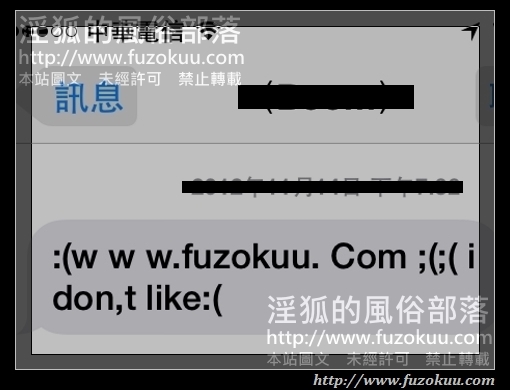 中華電信
淫狐的風俗部落
http://www.fuzokuu.com
本站圖文 未經許可 禁止轉載
訊息
:(w w w.fuzokuu. Com ;(;( i
don,t like:(
淫狐的風俗部落
http://www.fuzokuu.com
本站圖文 未經許可 禁止轉載
http://www.fuzokuu.com